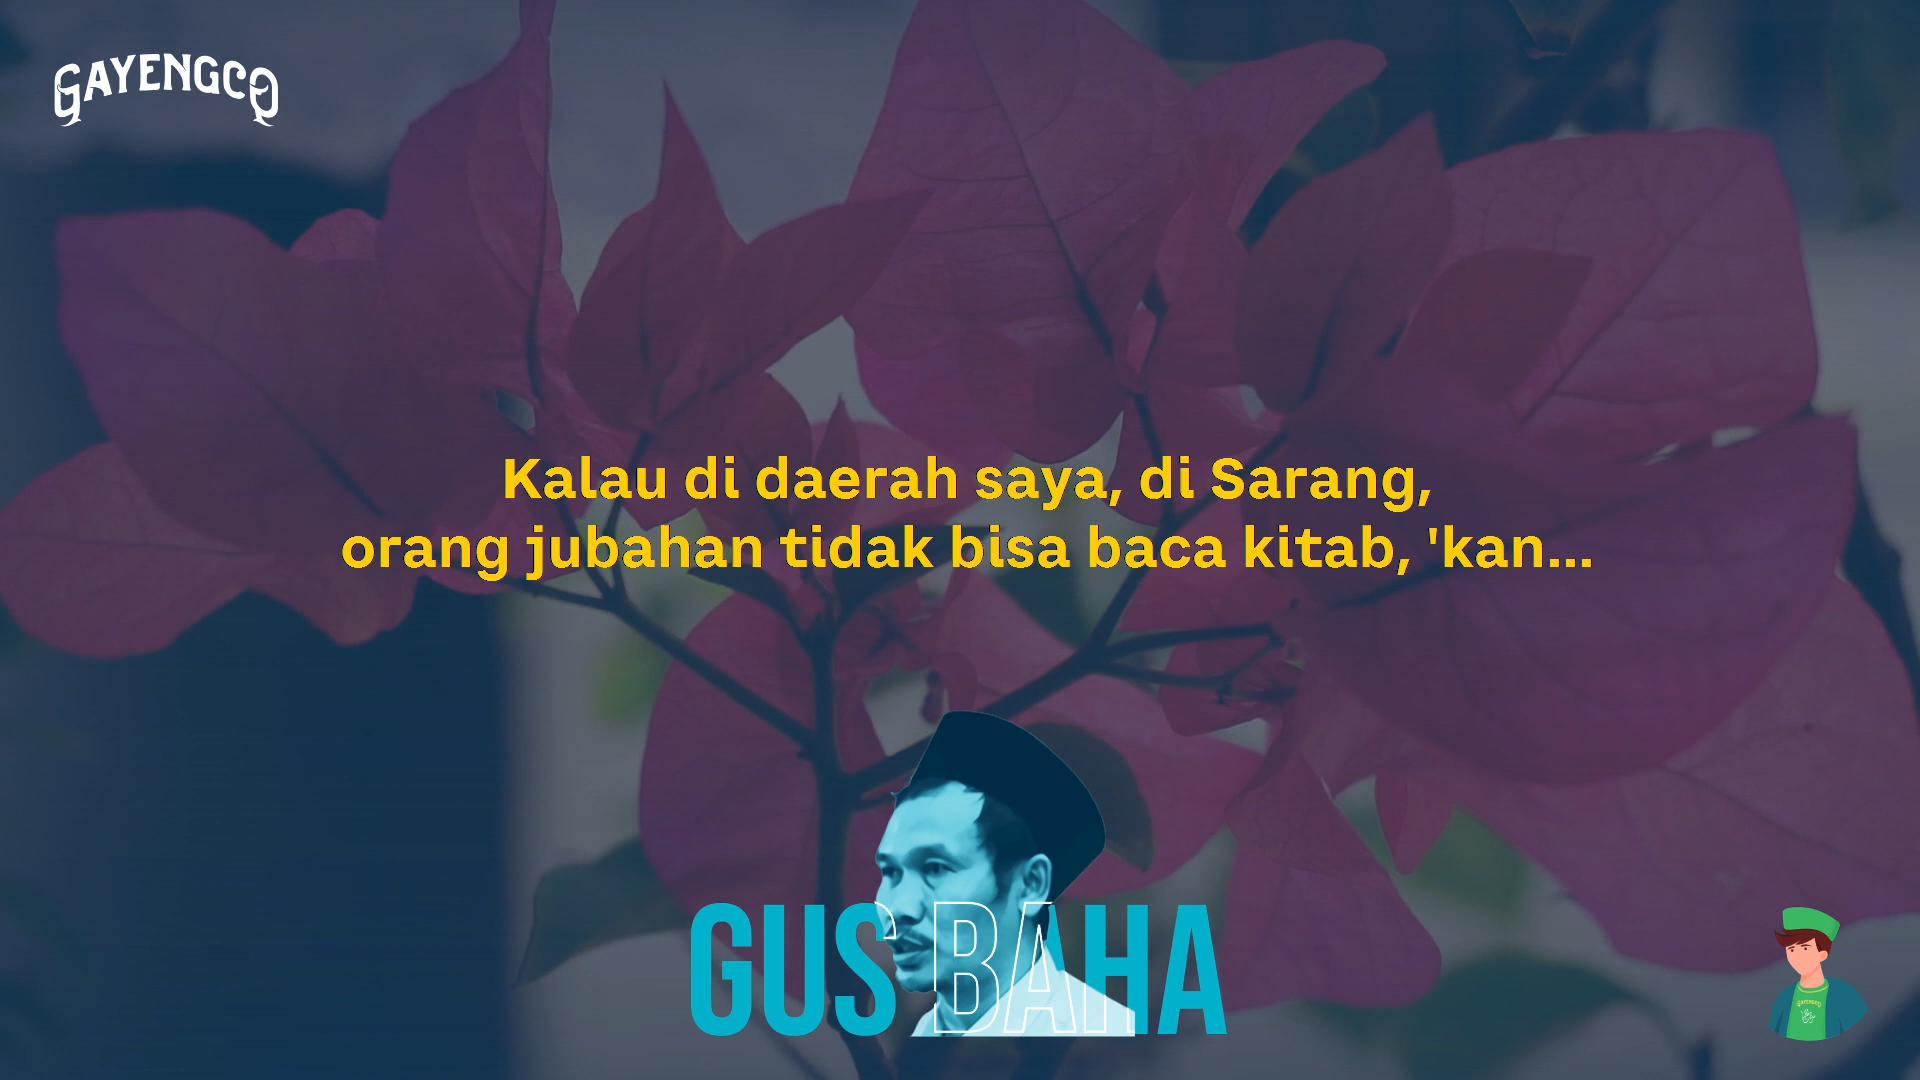 GAYENGCO
Kalau di daerah saya, di Sarang,
orang jubahan tidak bisa baca kitab, 'kan...
GUS BAHA